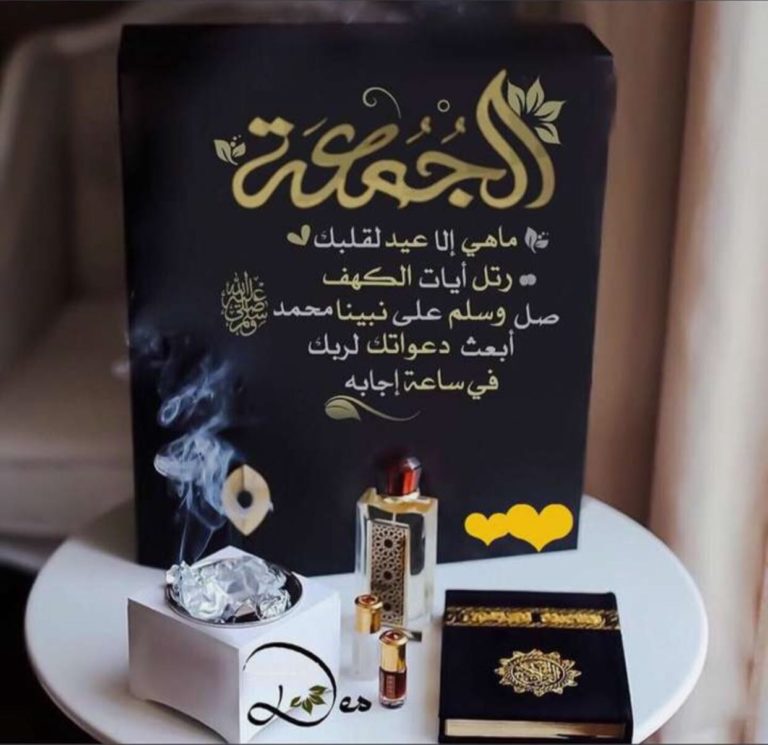 الجُمُعَة
ماهي إلا عيد لقلبك
رتل أيات الكهف
صل وسلم على نبينا محمد ﷺ
أبعث دعواتك لربك
في ساعة إجابه
Des